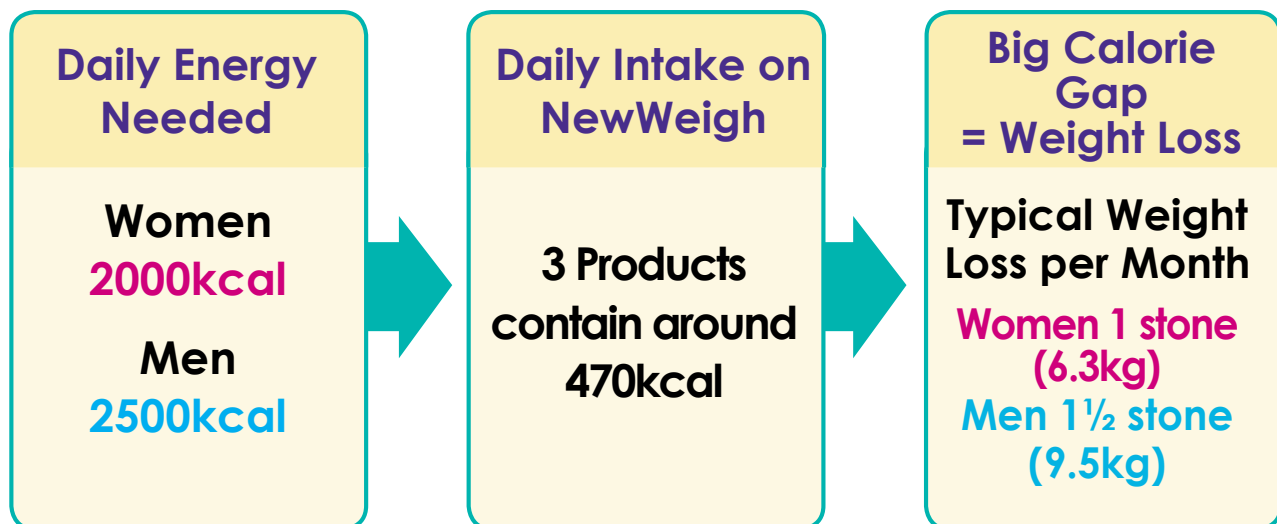 Daily Energy
Needed
Women
2000kcal
Men
2500kcal
Daily Intake on
NewWeigh
3 Products
contain around
470kcal
Big Calorie
Gap
= Weight Loss
Typical Weight
Loss per Month
Women 1 stone
(6.3kg)
Men 1½ stone
(9.5kg)